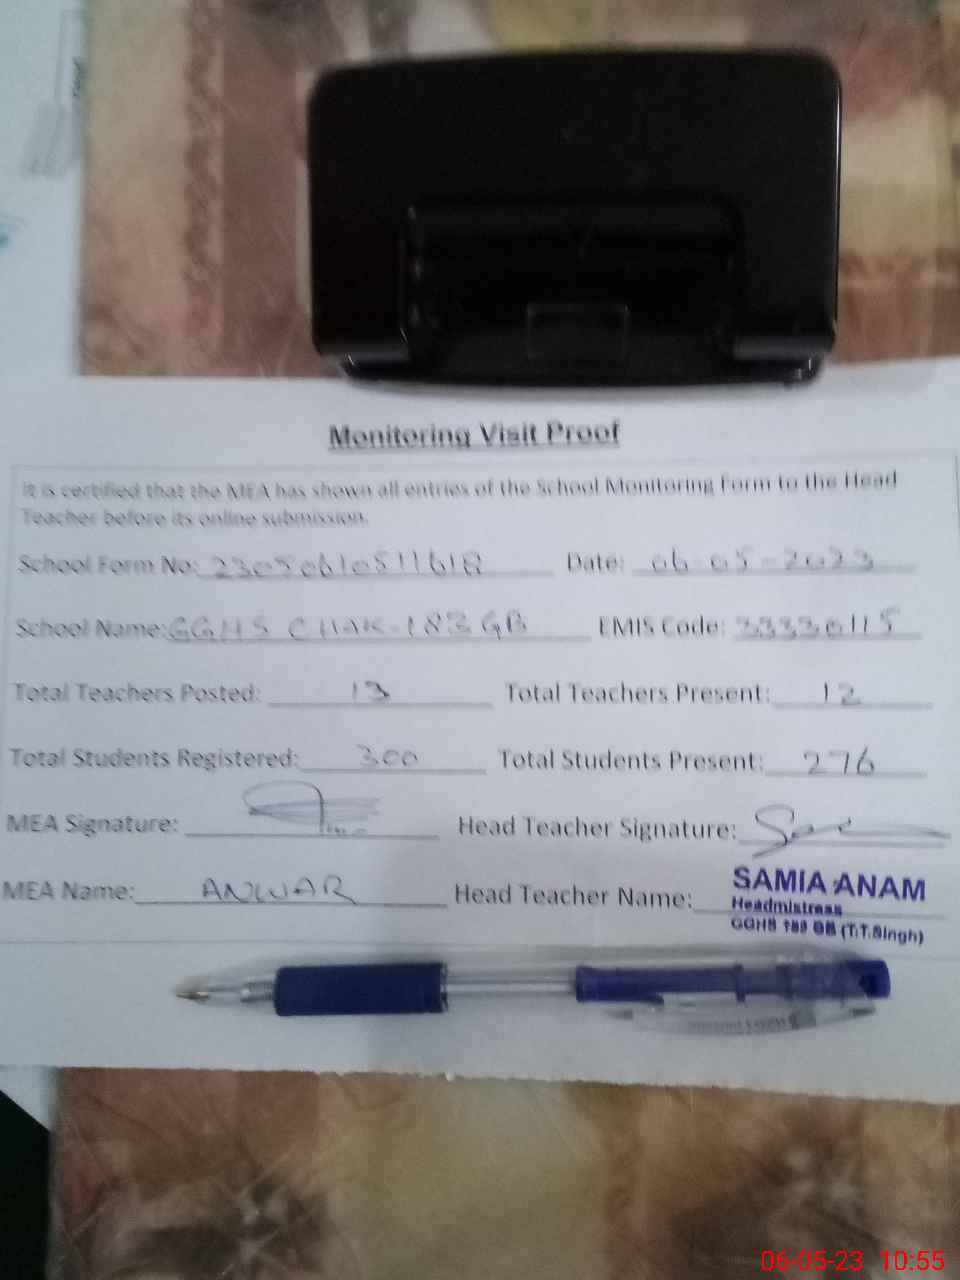 Monitoring Visit Proof
It is certified that the MEA has shown all entries of the School Monitoring Form to the Head
Teacher before its online submission.
School Form No: Date: 06-05-2023
School Name: GGHS CHAK-183 GB EMIS Code: 33330115
Total Teachers Posted: 13 Total Teachers Present: 12
Total Students Registered: 300 Total Students Present: 276
MEA Signature: Head Teacher Signature:
MEA Name: ANWAR Head Teacher Name: SAMIA ANAM
Headmistress
GGHS 183 GB (T.T.Singh)
06-05-23 10:55